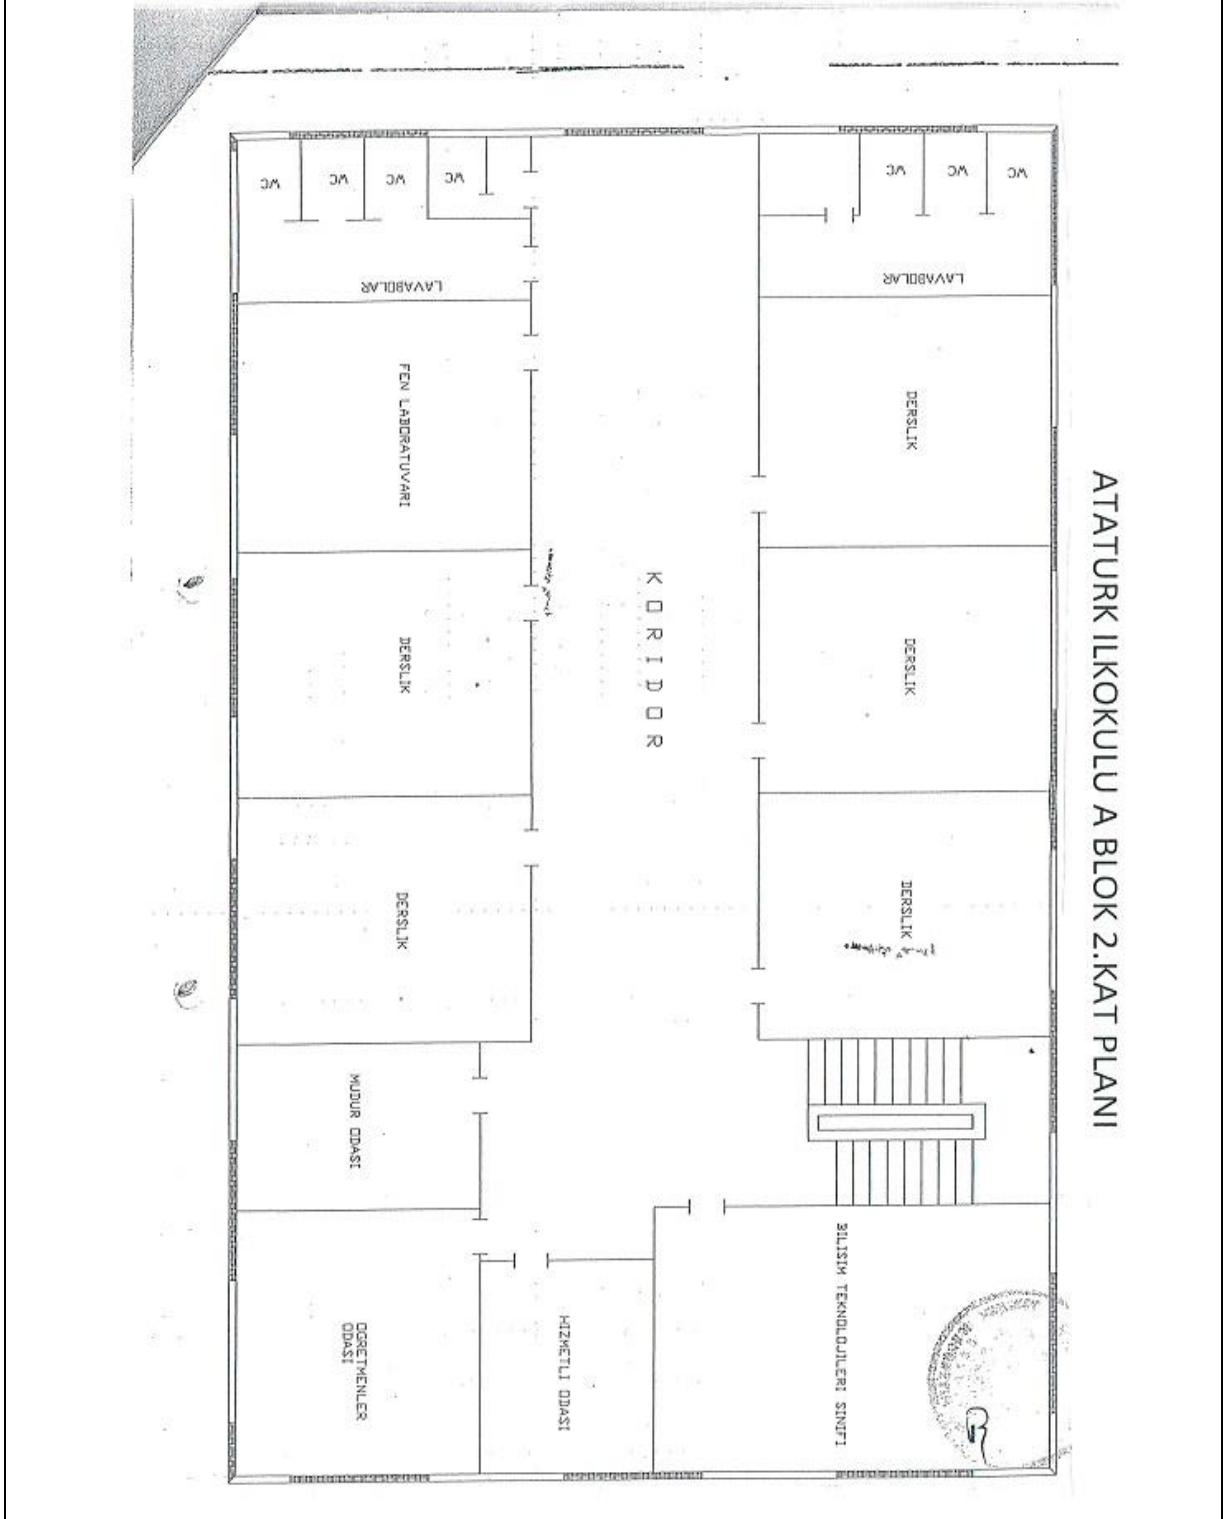 ATATURK ILKOKULU A BLOK 2.KAT PLANI
WC
WC
WC
WC
WC
WC
WC
LAVABOLAR
LAVABOLAR
FEN LABORATUVARI
DERSLIK
DERSLIK
DERSLIK
KORIDOR
DERSLIK
DERSLIK
MUDUR ODASI
OGRETMENLER
ODASI
HIZMETLI ODASI
BILISIM TEKNOLOJILERI SINIFI